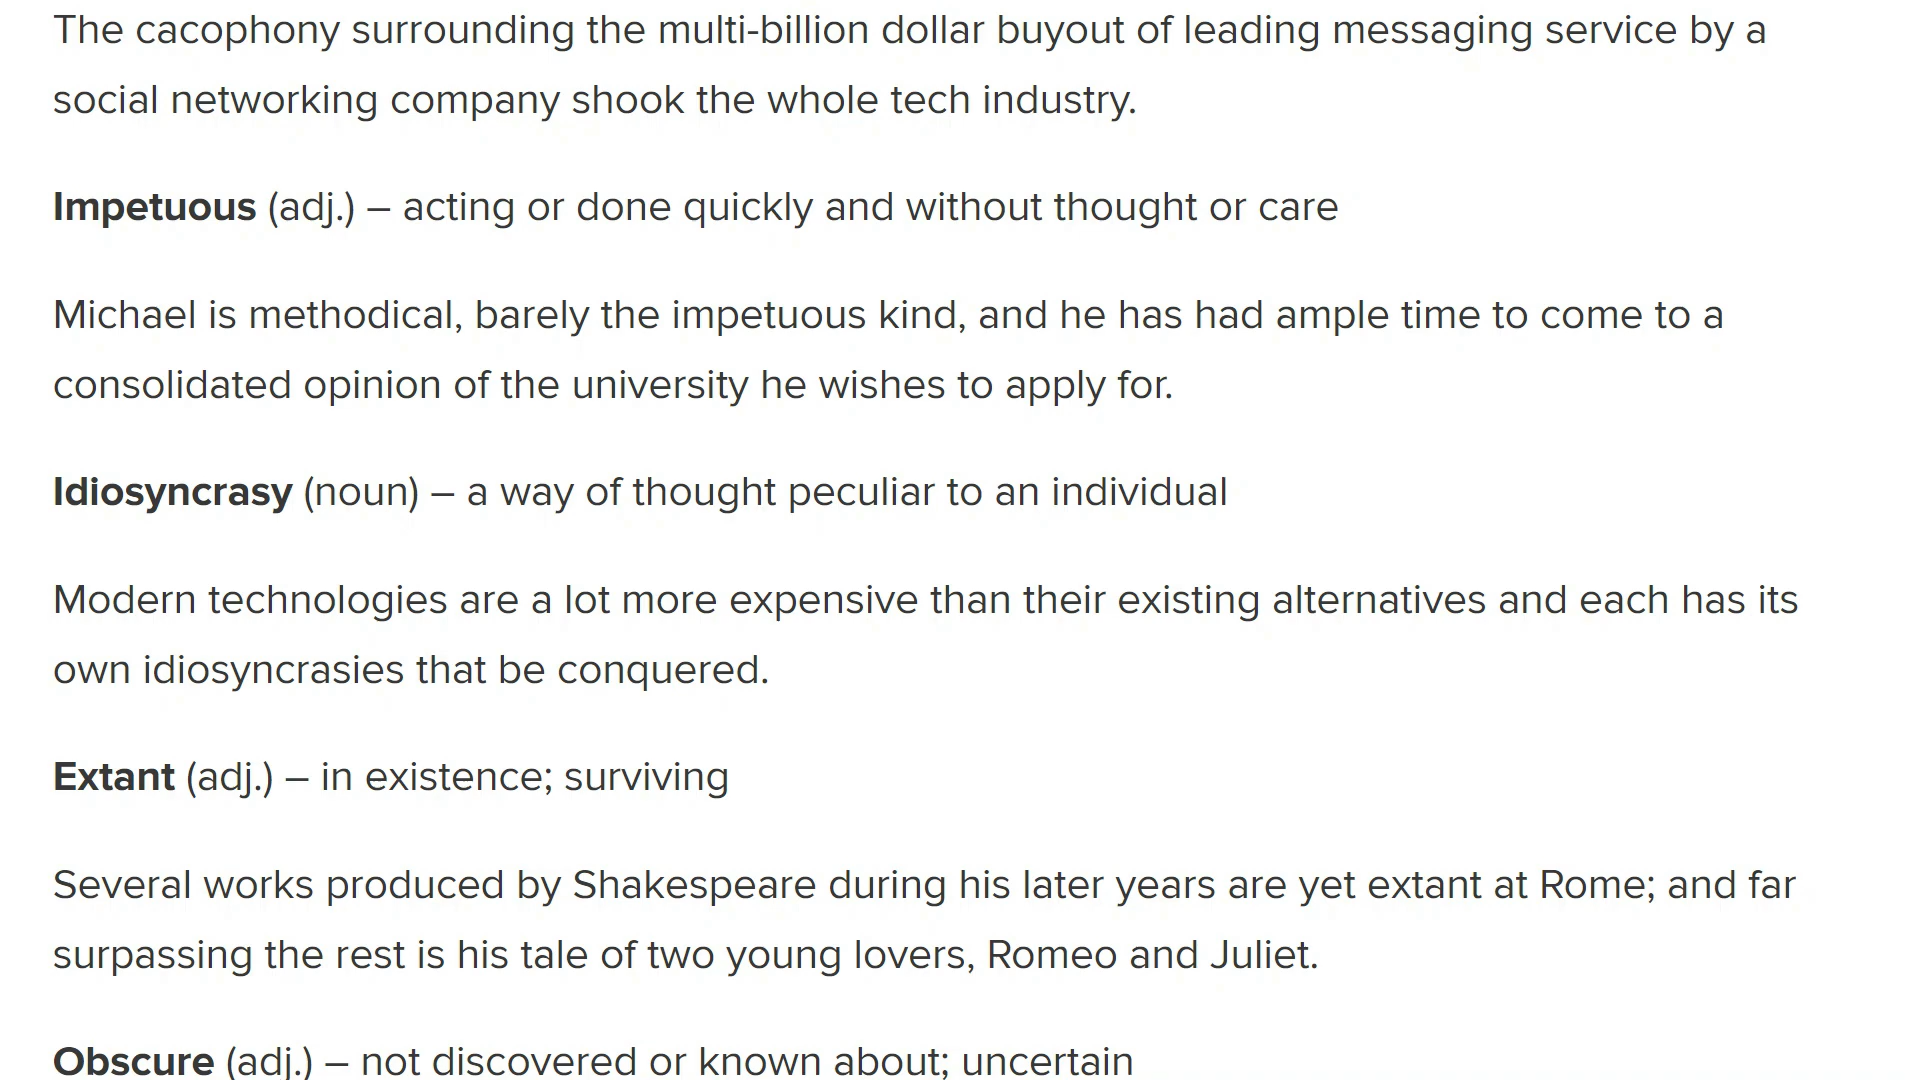 The cacophony surrounding the multi-billion dollar buyout of leading messaging service by a
social networking company shook the whole tech industry.
Impetuous (adj.) – acting or done quickly and without thought or care
Michael is methodical, barely the impetuous kind, and he has had ample time to come to a
consolidated opinion of the university he wishes to apply for.
Idiosyncrasy (noun) – a way of thought peculiar to an individual
Modern technologies are a lot more expensive than their existing alternatives and each has its
own idiosyncrasies that be conquered.
Extant (adj.) – in existence; surviving
Several works produced by Shakespeare during his later years are yet extant at Rome; and far
surpassing the rest is his tale of two young lovers, Romeo and Juliet.
Obscure (adj.) – not discovered or known about; uncertain